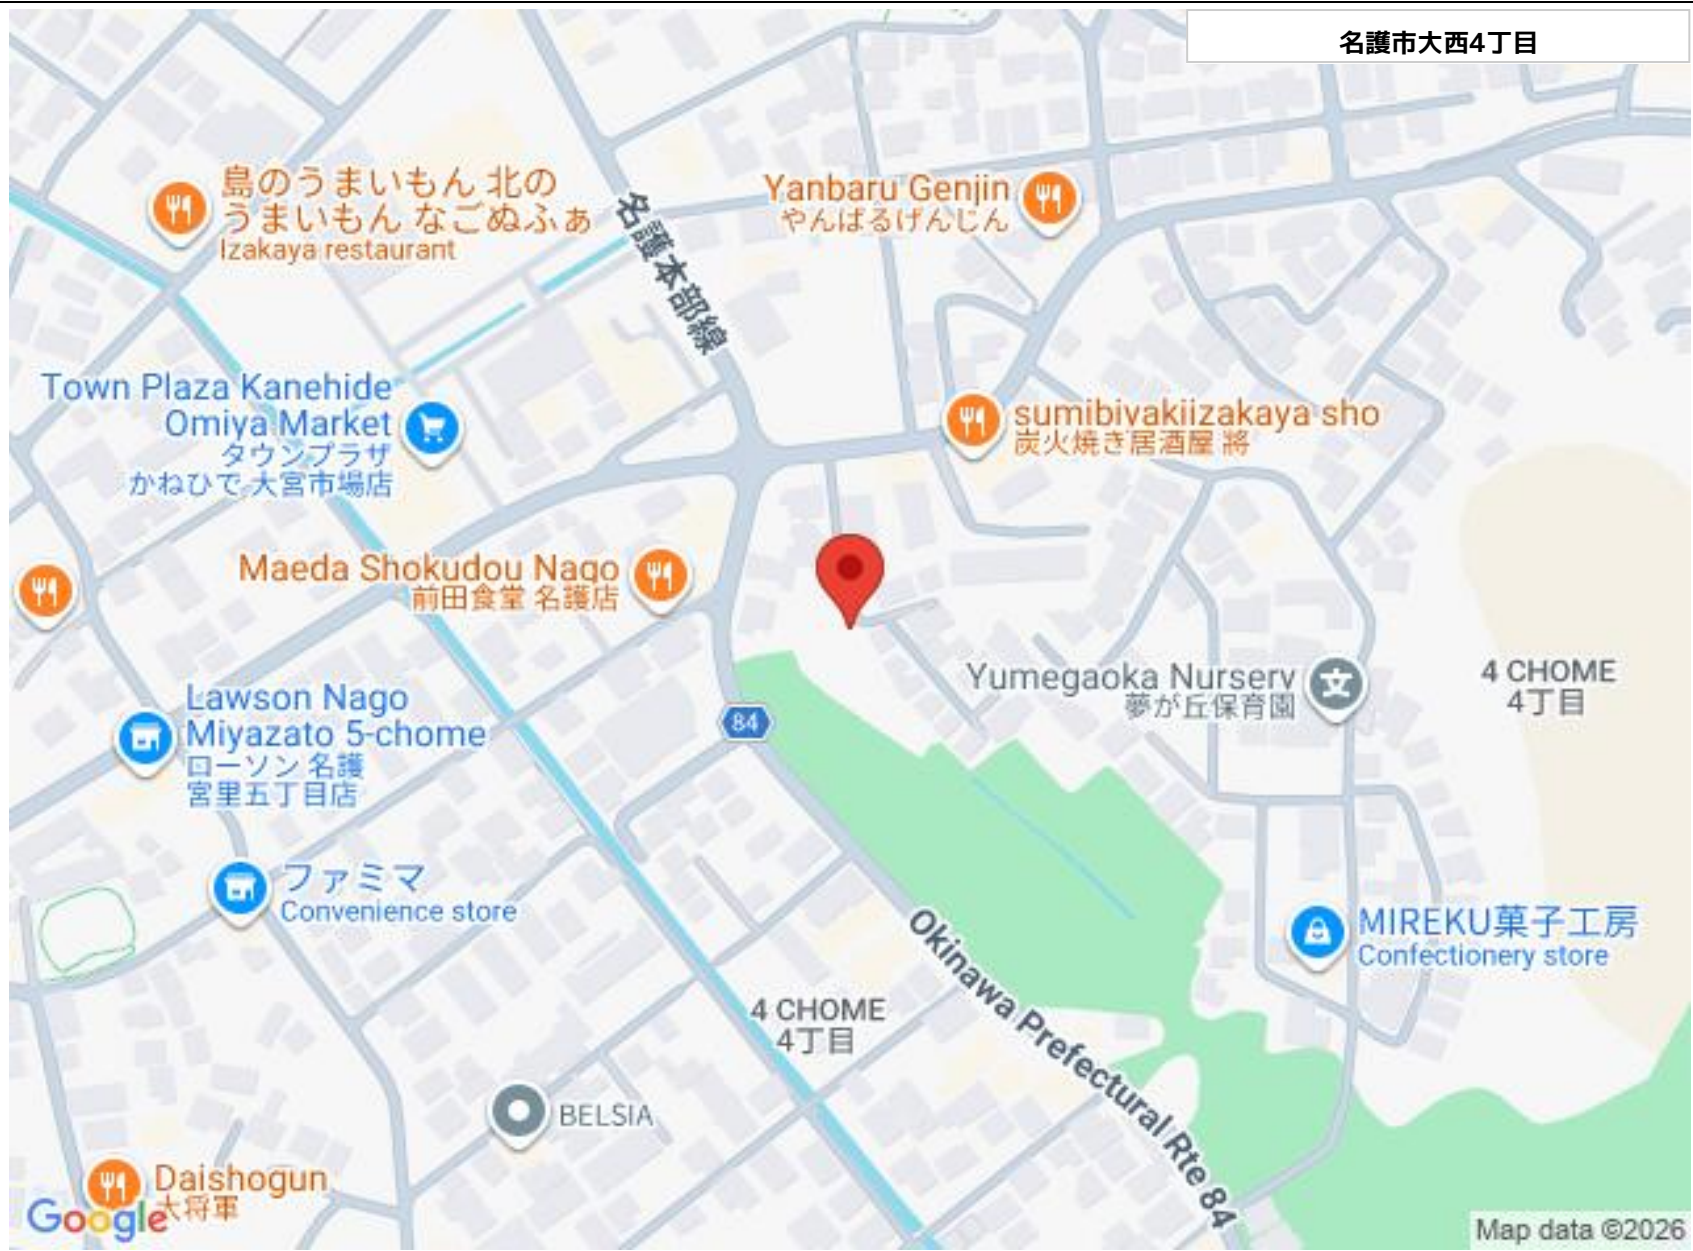 名護市大西4丁目
島のうまいもん 北の
うまいもん なごぬふぁ
Izakaya restaurant
名護本部線
Yanbaru Genjin
やんばるげんじん
Town Plaza Kanehide
Omiya Market
タウンプラザ
かねひで 大宮市場店
sumibiyakiizakaya sho
炭火焼き居酒屋 將
Maeda Shokudou Nago
前田食堂 名護店
Yumegaoka Nursery
夢が丘保育園
4 CHOME
4丁目
Lawson Nago
Miyazato 5-chome
ローソン 名護
宮里五丁目店
84
ファミマ
Convenience store
MIREKU菓子工房
Confectionery store
Okinawa Prefectural Rte 84
4 CHOME
4丁目
BELSIA
Daishogun
大将軍
Google
Map data ©2026